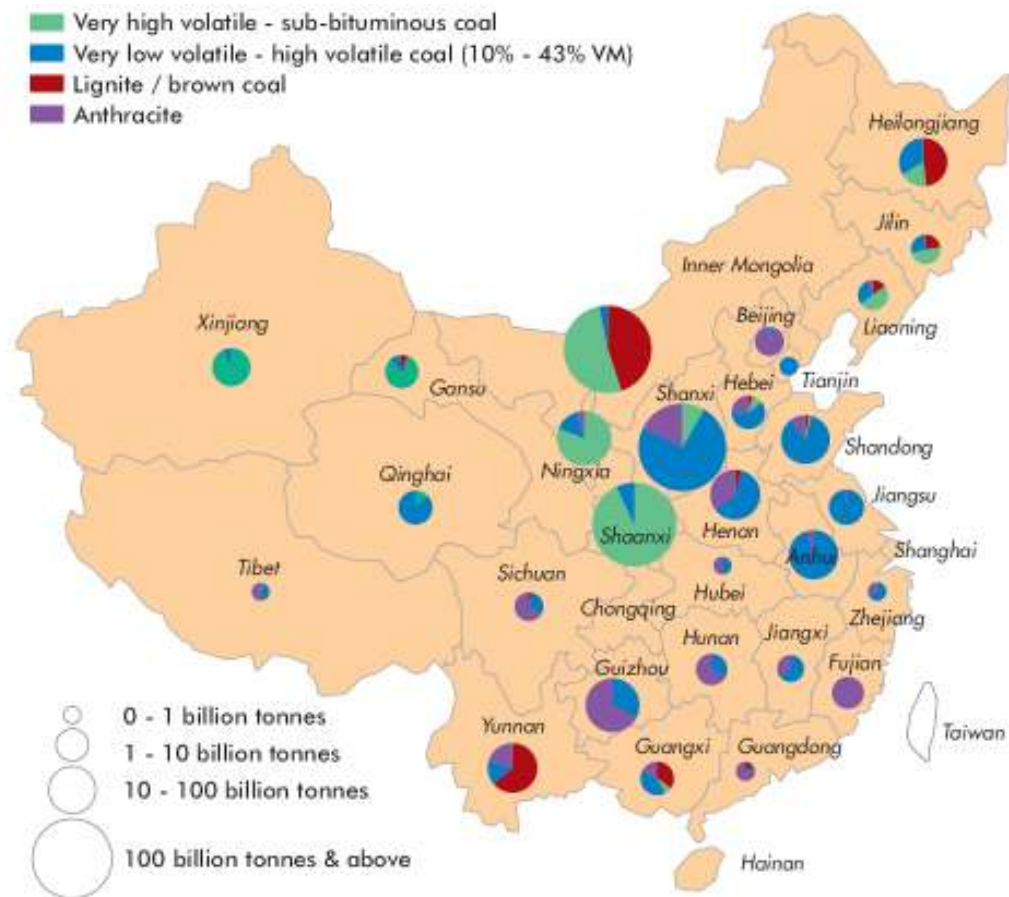 Very high volatile - sub-bituminous coal
Very low volatile - high volatile coal (10% - 43% VM)
Lignite / brown coal
Anthracite
Heilongjiang
Jilin
Inner Mongolia
Liaoning
Beijing
Xinjiang
Gansu
Tianjin
Hebei
Shanxi
Shandong
Ningxia
Qinghai
Jiangsu
Henan
Shaanxi
Anhui
Shanghai
Tibet
Sichuan
Hubei
Chongqing
Zhejiang
Hunan
Jiangxi
Guizhou
Fujian
0 - 1 billion tonnes
1 - 10 billion tonnes
Yunnan
Guangxi
Guangdong
Taiwan
10 - 100 billion tonnes
100 billion tonnes & above
Hainan